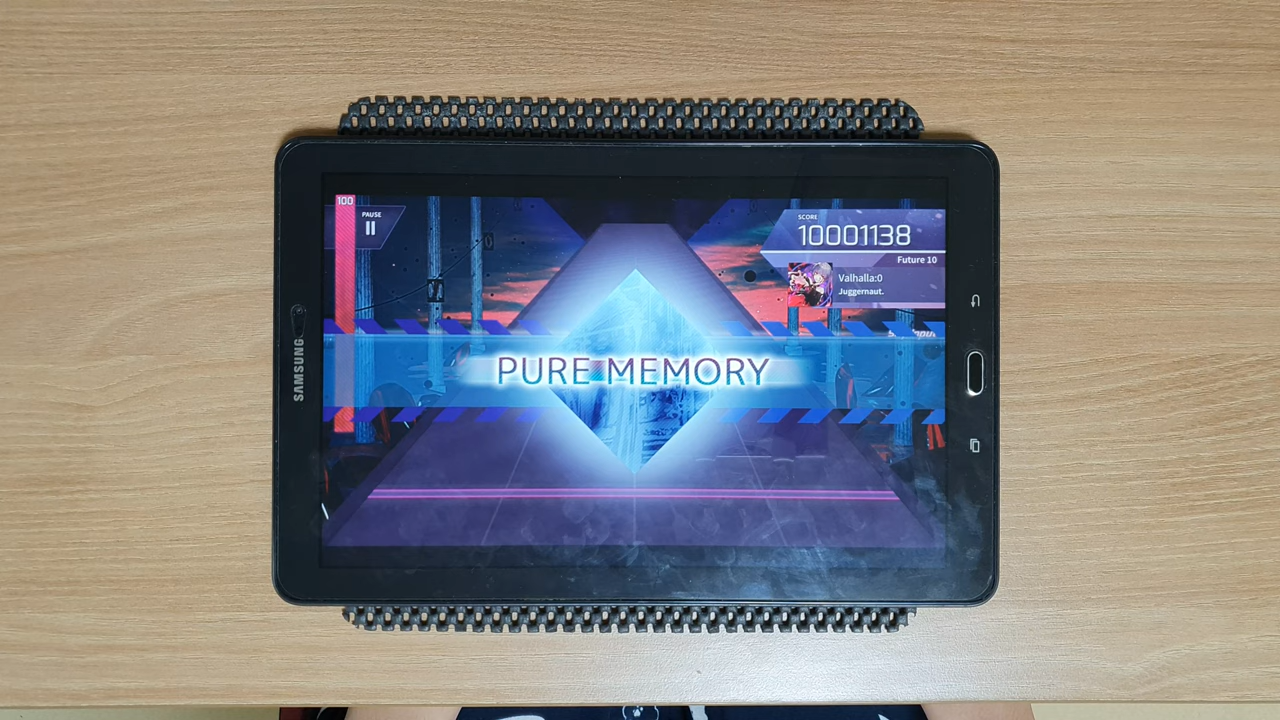 100
PAUSE
SCORE
10001138
Future 10
Valhalla:0
Juggernaut.
PURE MEMORY
SAMSUNG